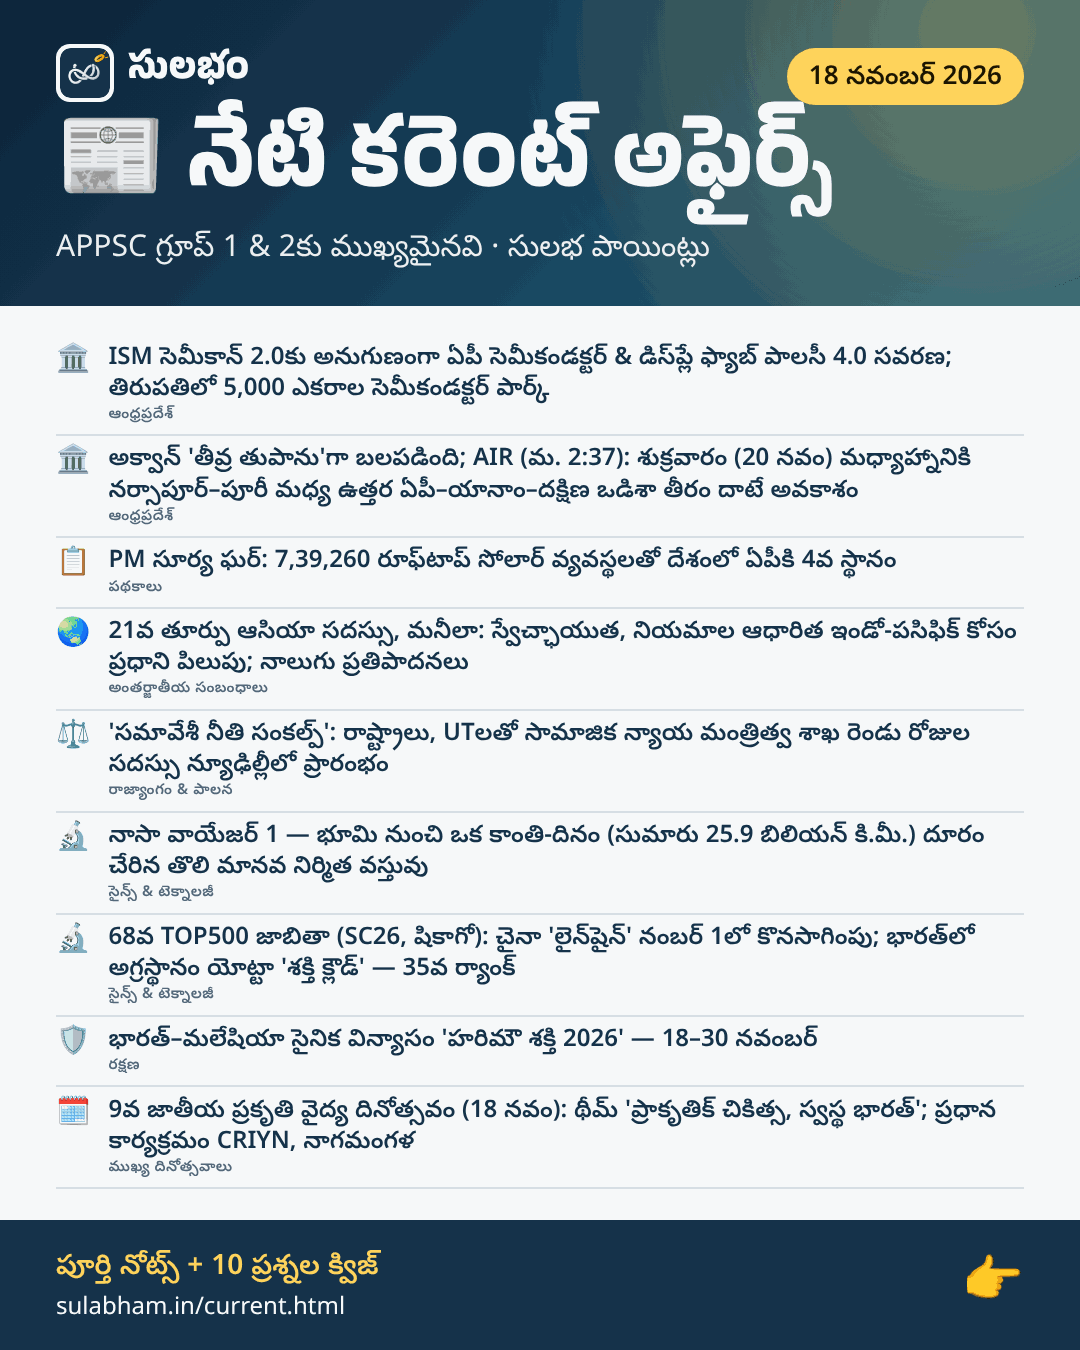 సులభం
18 నవంబర్ 2026
నేటి కరెంట్ అఫైర్స్
APPSC గ్రూప్ 1 & 2కు ముఖ్యమైనవి · సులభ పాయింట్లు
ISM సెమీకాన్ 2.0కు అనుగుణంగా ఏపీ సెమీకండక్టర్ & డిస్‌ప్లే ఫ్యాబ్ పాలసీ 4.0 సవరణ;
తిరుపతిలో 5,000 ఎకరాల సెమీకండక్టర్ పార్క్
ఆంధ్రప్రదేశ్
అక్వాన్ 'తీవ్ర తుపాను'గా బలపడింది; AIR (మ. 2:37): శుక్రవారం (20 నవం) మధ్యాహ్నానికి
నర్సాపూర్–పూరీ మధ్య ఉత్తర ఏపీ–యానాం–దక్షిణ ఒడిశా తీరం దాటే అవకాశం
ఆంధ్రప్రదేశ్
PM సూర్య ఘర్: 7,39,260 రూఫ్‌టాప్ సోలార్ వ్యవస్థలతో దేశంలో ఏపీకి 4వ స్థానం
పథకాలు
21వ తూర్పు ఆసియా సదస్సు, మనీలా: స్వేచ్ఛాయుత, నియమాల ఆధారిత ఇండో-పసిఫిక్ కోసం
ప్రధాని పిలుపు; నాలుగు ప్రతిపాదనలు
అంతర్జాతీయ సంబంధాలు
'సమావేశీ నీతి సంకల్ప్': రాష్ట్రాలు, UTలతో సామాజిక న్యాయ మంత్రిత్వ శాఖ రెండు రోజుల
సదస్సు న్యూఢిల్లీలో ప్రారంభం
రాజ్యాంగం & పాలన
నాసా వాయేజర్ 1 — భూమి నుంచి ఒక కాంతి-దినం (సుమారు 25.9 బిలియన్ కి.మీ.) దూరం
చేరిన తొలి మానవ నిర్మిత వస్తువు
సైన్స్ & టెక్నాలజీ
68వ TOP500 జాబితా (SC26, షికాగో): చైనా 'లైన్‌షైన్' నంబర్ 1లో కొనసాగింపు; భారత్‌లో
అగ్రస్థానం యోట్టా 'శక్తి క్లౌడ్' — 35వ ర్యాంక్
సైన్స్ & టెక్నాలజీ
భారత్–మలేషియా సైనిక విన్యాసం 'హరిమౌ శక్తి 2026' — 18–30 నవంబర్
రక్షణ
9వ జాతీయ ప్రకృతి వైద్య దినోత్సవం (18 నవం): థీమ్ 'ప్రాకృతిక్ చికిత్స, స్వస్థ భారత్'; ప్రధాన
కార్యక్రమం CRIYN, నాగమంగళ
ముఖ్య దినోత్సవాలు
పూర్తి నోట్స్ + 10 ప్రశ్నల క్విజ్
sulabham.in/current.html